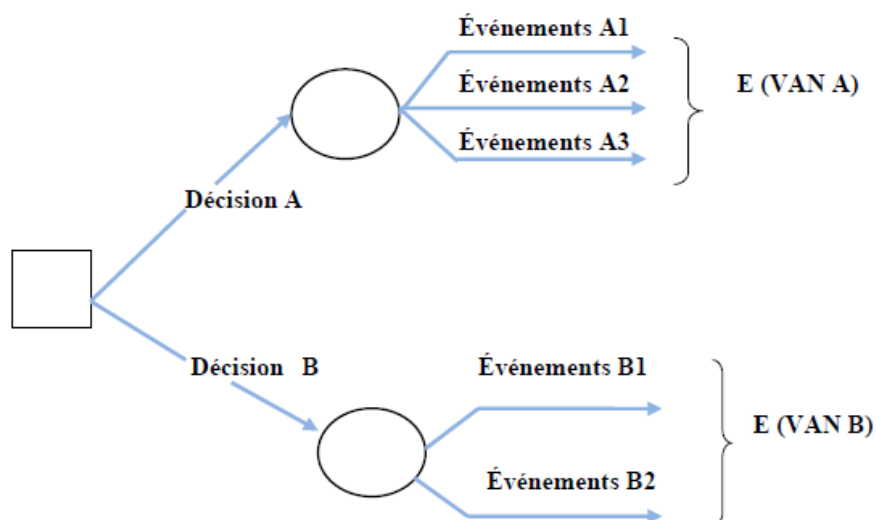 Événements A1
Événements A2
E (VAN A)
Événements A3
Décision A
Décision B
Événements B1
E (VAN B)
Événements B2